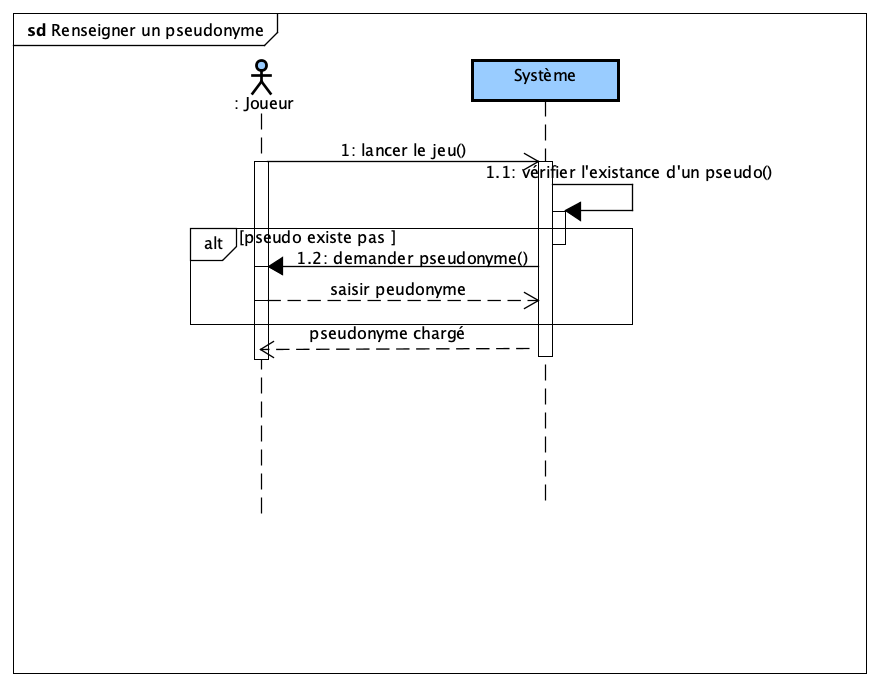 sd Renseigner un pseudonyme
Système
: Joueur
1: lancer le jeu()
1.1: vérifier l'existance d'un pseudo()
alt
[pseudo existe pas ]
1.2: demander pseudonyme()
saisir peudonyme
pseudonyme chargé